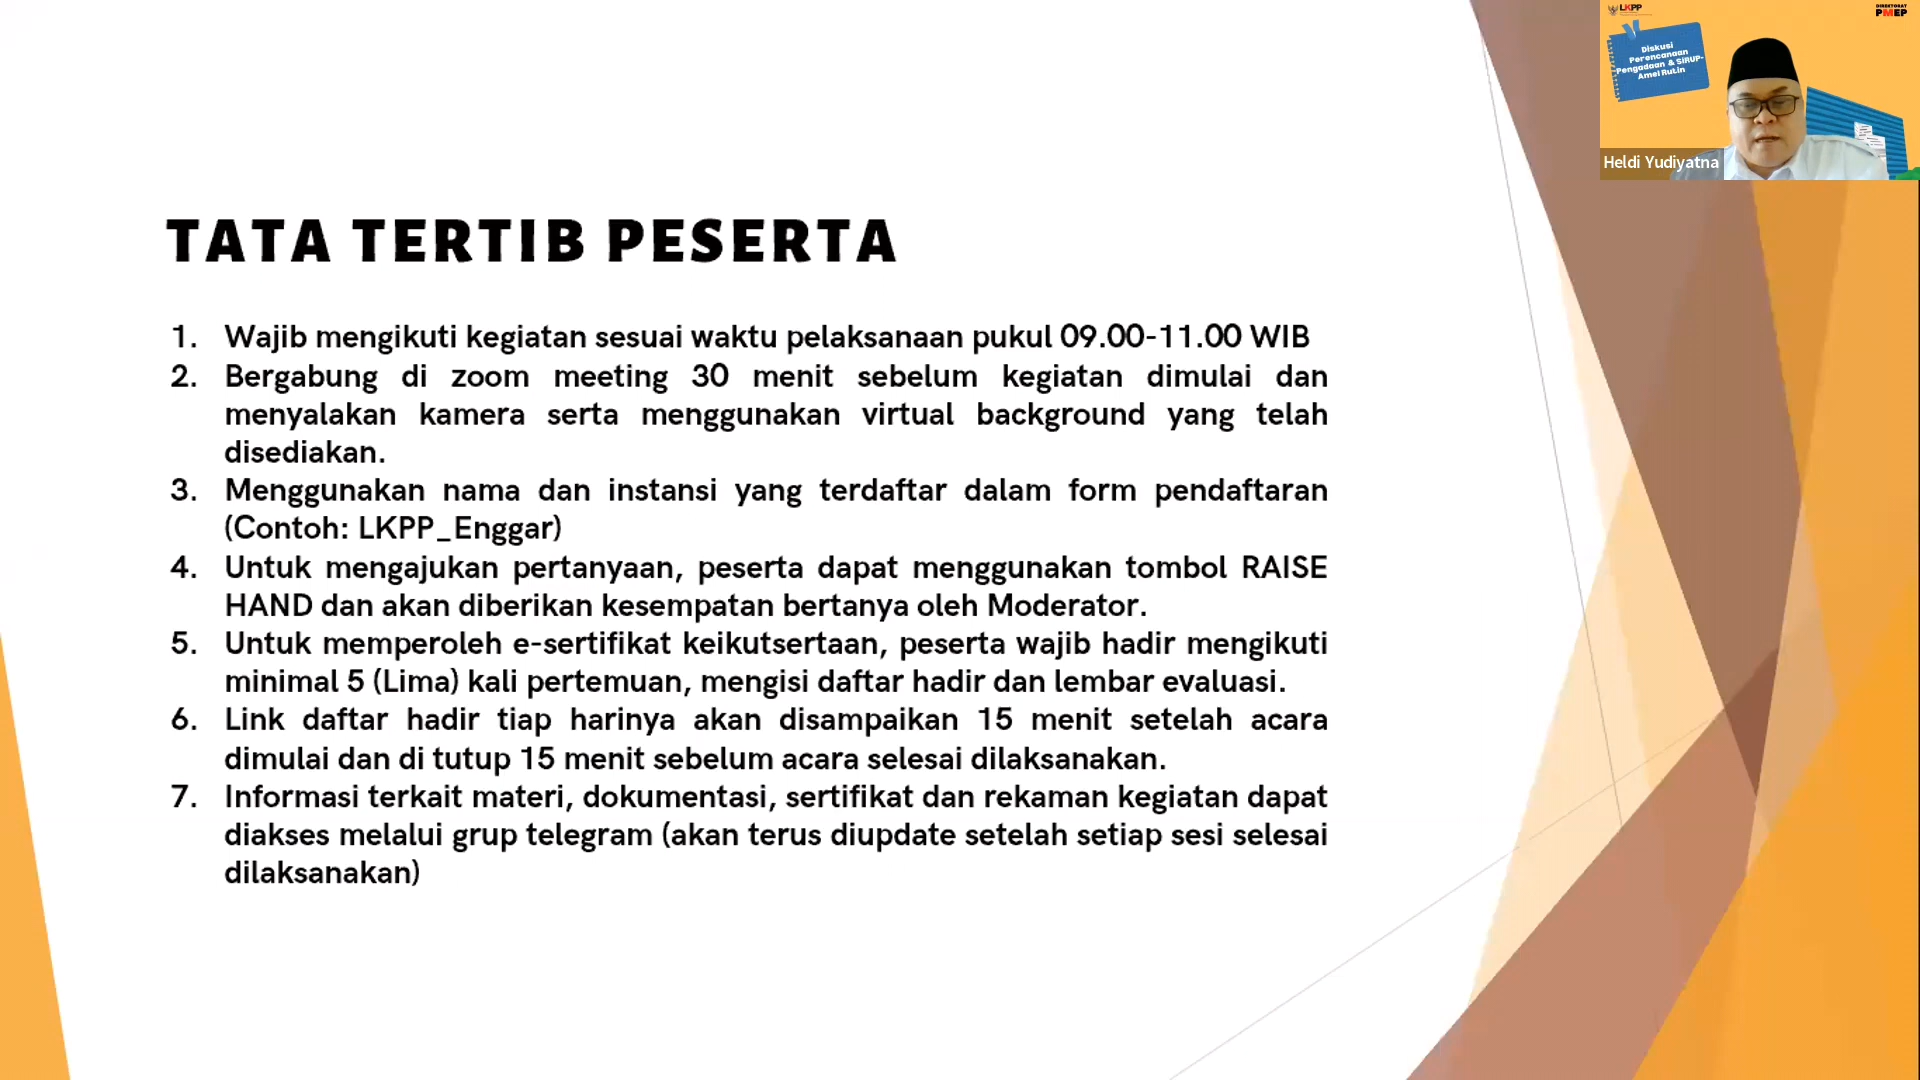 LKPP
DIREKTORAT
PMEP
Diskusi
Perencanaan
Pengadaan & SiRUP-
Amel Rutin
Heldi Yudiyatna
TATA TERTIB PESERTA
1. Wajib mengikuti kegiatan sesuai waktu pelaksanaan pukul 09.00-11.00 WIB
2. Bergabung di zoom meeting 30 menit sebelum kegiatan dimulai dan
menyalakan kamera serta menggunakan virtual background yang telah
disediakan.
3. Menggunakan nama dan instansi yang terdaftar dalam form pendaftaran
(Contoh: LKPP_Enggar)
4. Untuk mengajukan pertanyaan, peserta dapat menggunakan tombol RAISE
HAND dan akan diberikan kesempatan bertanya oleh Moderator.
5. Untuk memperoleh e-sertifikat keikutsertaan, peserta wajib hadir mengikuti
minimal 5 (Lima) kali pertemuan, mengisi daftar hadir dan lembar evaluasi.
6. Link daftar hadir tiap harinya akan disampaikan 15 menit setelah acara
dimulai dan di tutup 15 menit sebelum acara selesai dilaksanakan.
7. Informasi terkait materi, dokumentasi, sertifikat dan rekaman kegiatan dapat
diakses melalui grup telegram (akan terus diupdate setelah setiap sesi selesai
dilaksanakan)